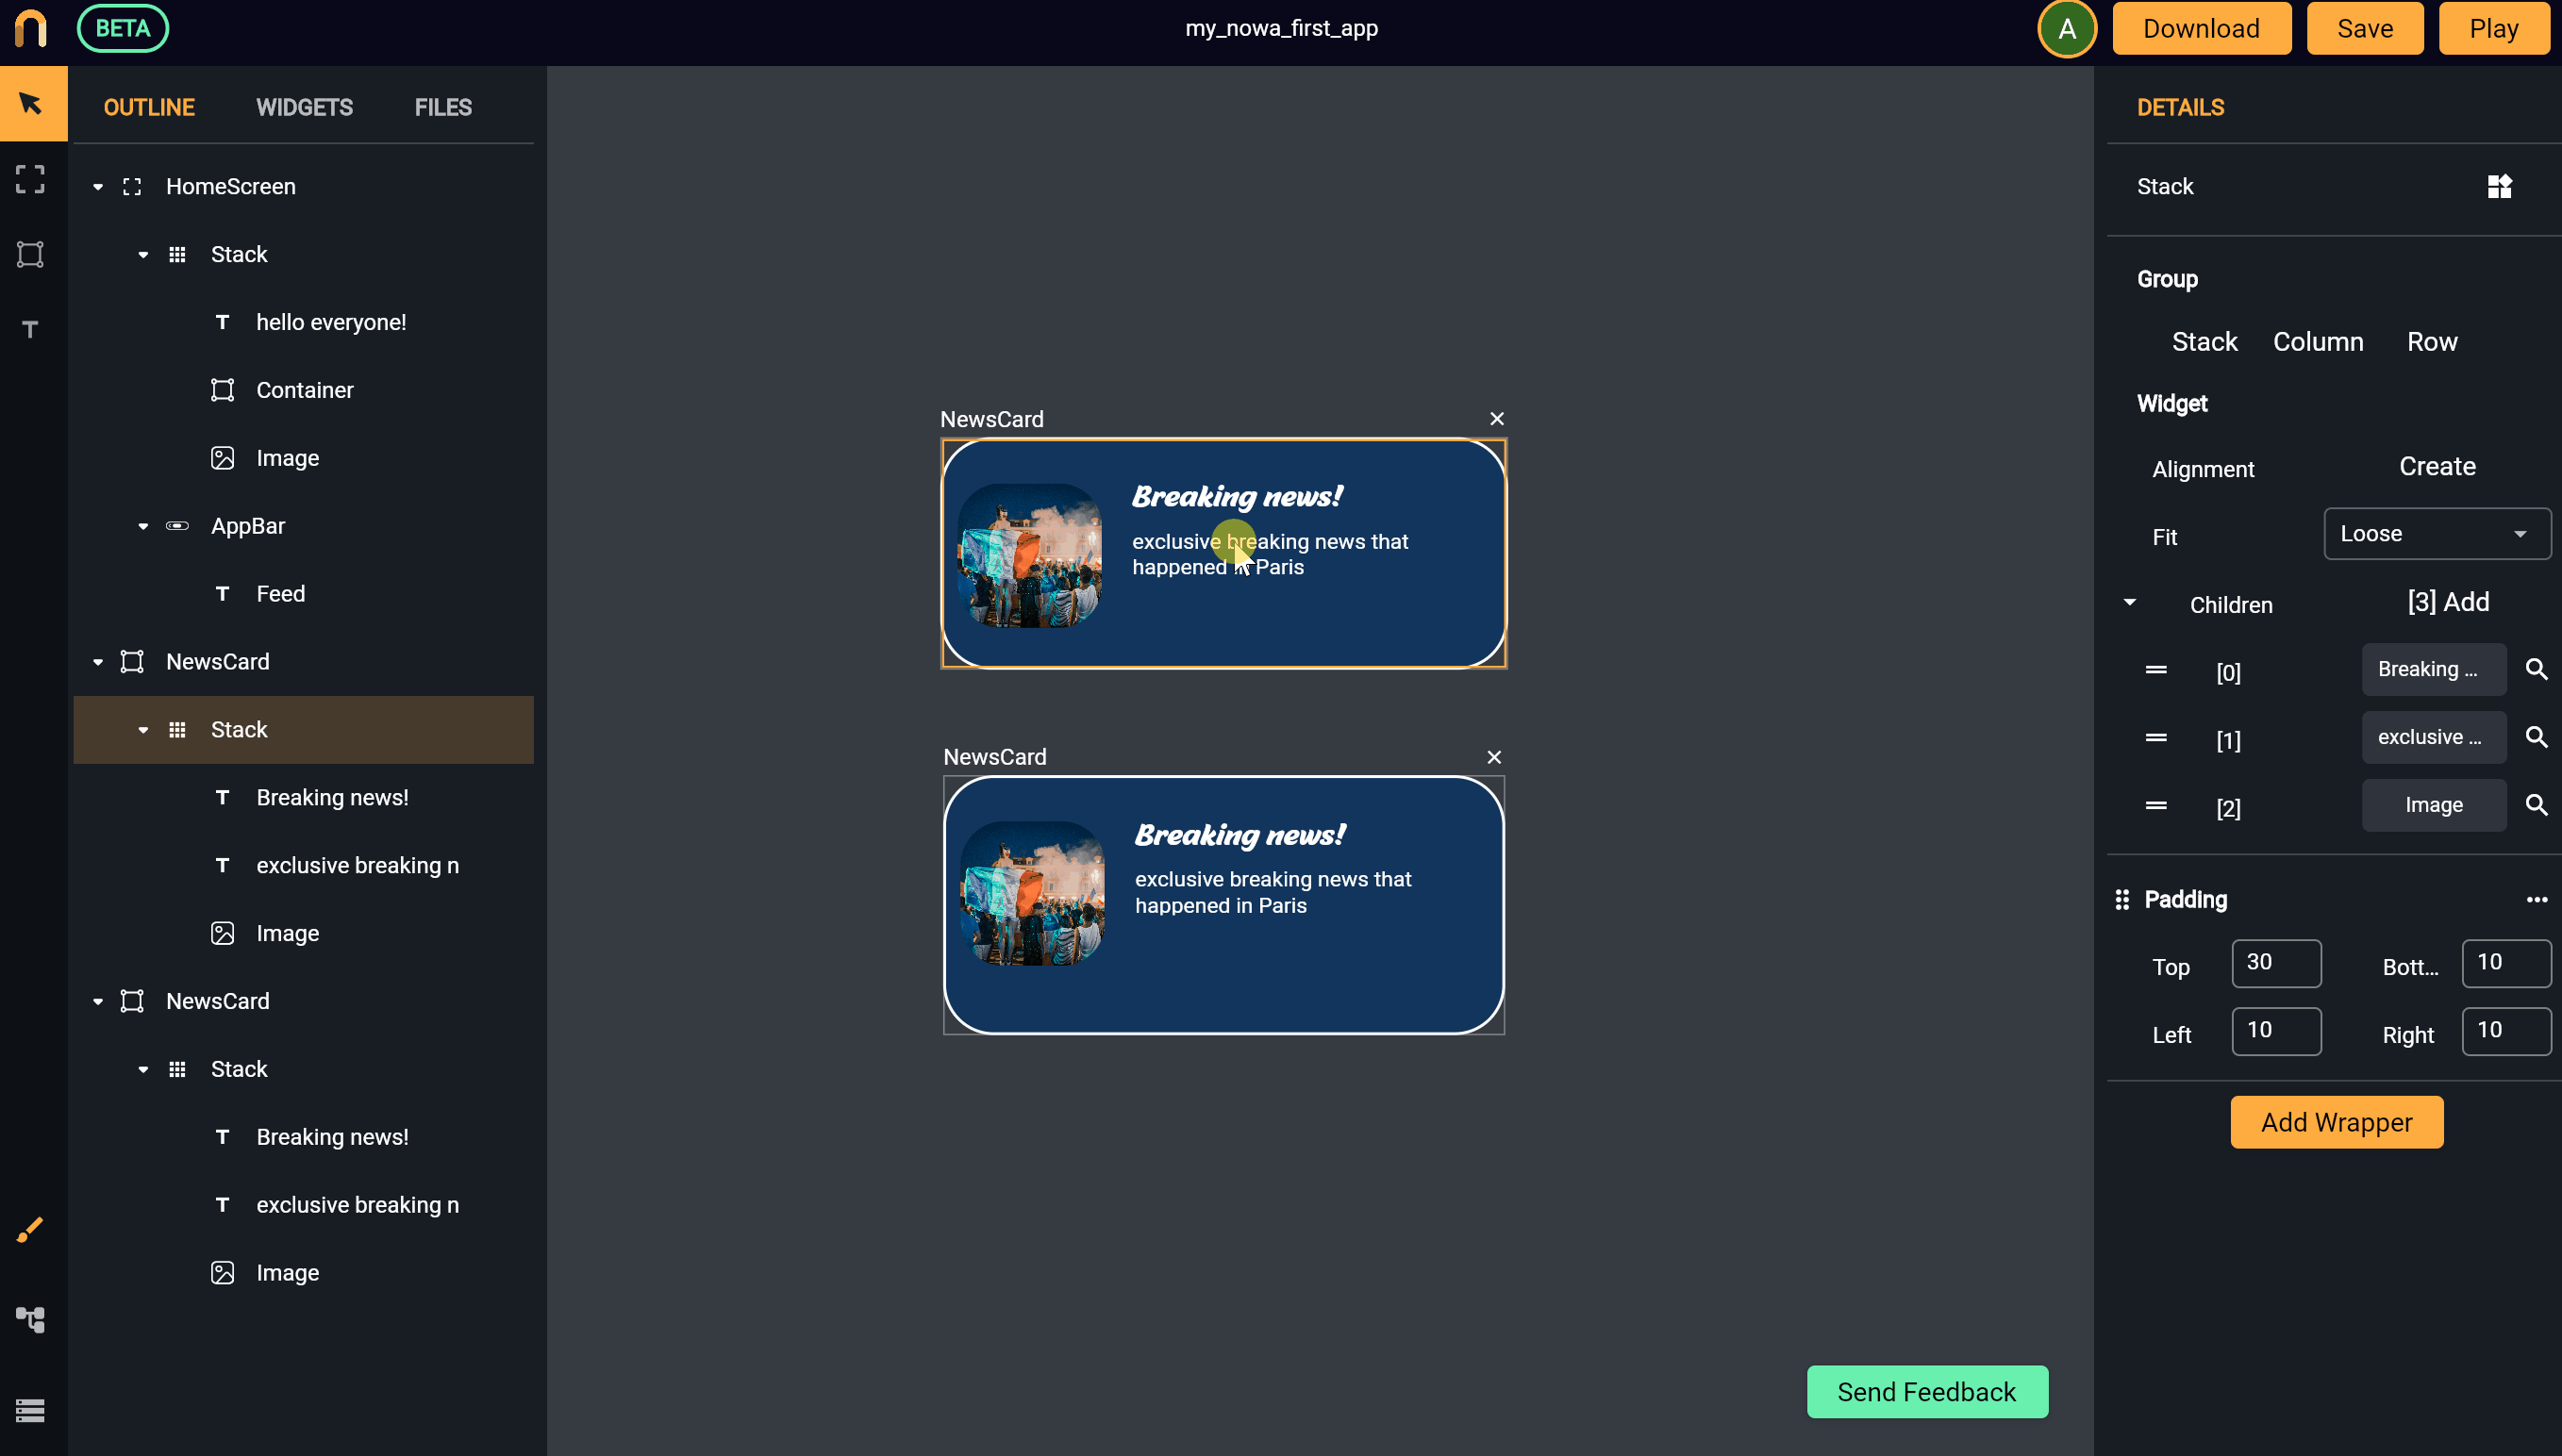 BETA
my_nowa_first_app
A
Download
Save
Play
OUTLINE
WIDGETS
FILES
HomeScreen
Stack
T hello everyone!
Container
Image
AppBar
T Feed
NewsCard
Stack
T Breaking news!
T exclusive breaking n
Image
NewsCard
Stack
T Breaking news!
T exclusive breaking n
Image
T
NewsCard
Breaking news!
exclusive breaking news that
happened in Paris
NewsCard
Breaking news!
exclusive breaking news that
happened in Paris
Send Feedback
DETAILS
Stack
Group
Stack Column Row
Widget
Alignment Create
Fit Loose
Children [3] Add
[0] Breaking ...
[1] exclusive ...
[2] Image
Padding
Top 30 Bott... 10
Left 10 Right 10
Add Wrapper